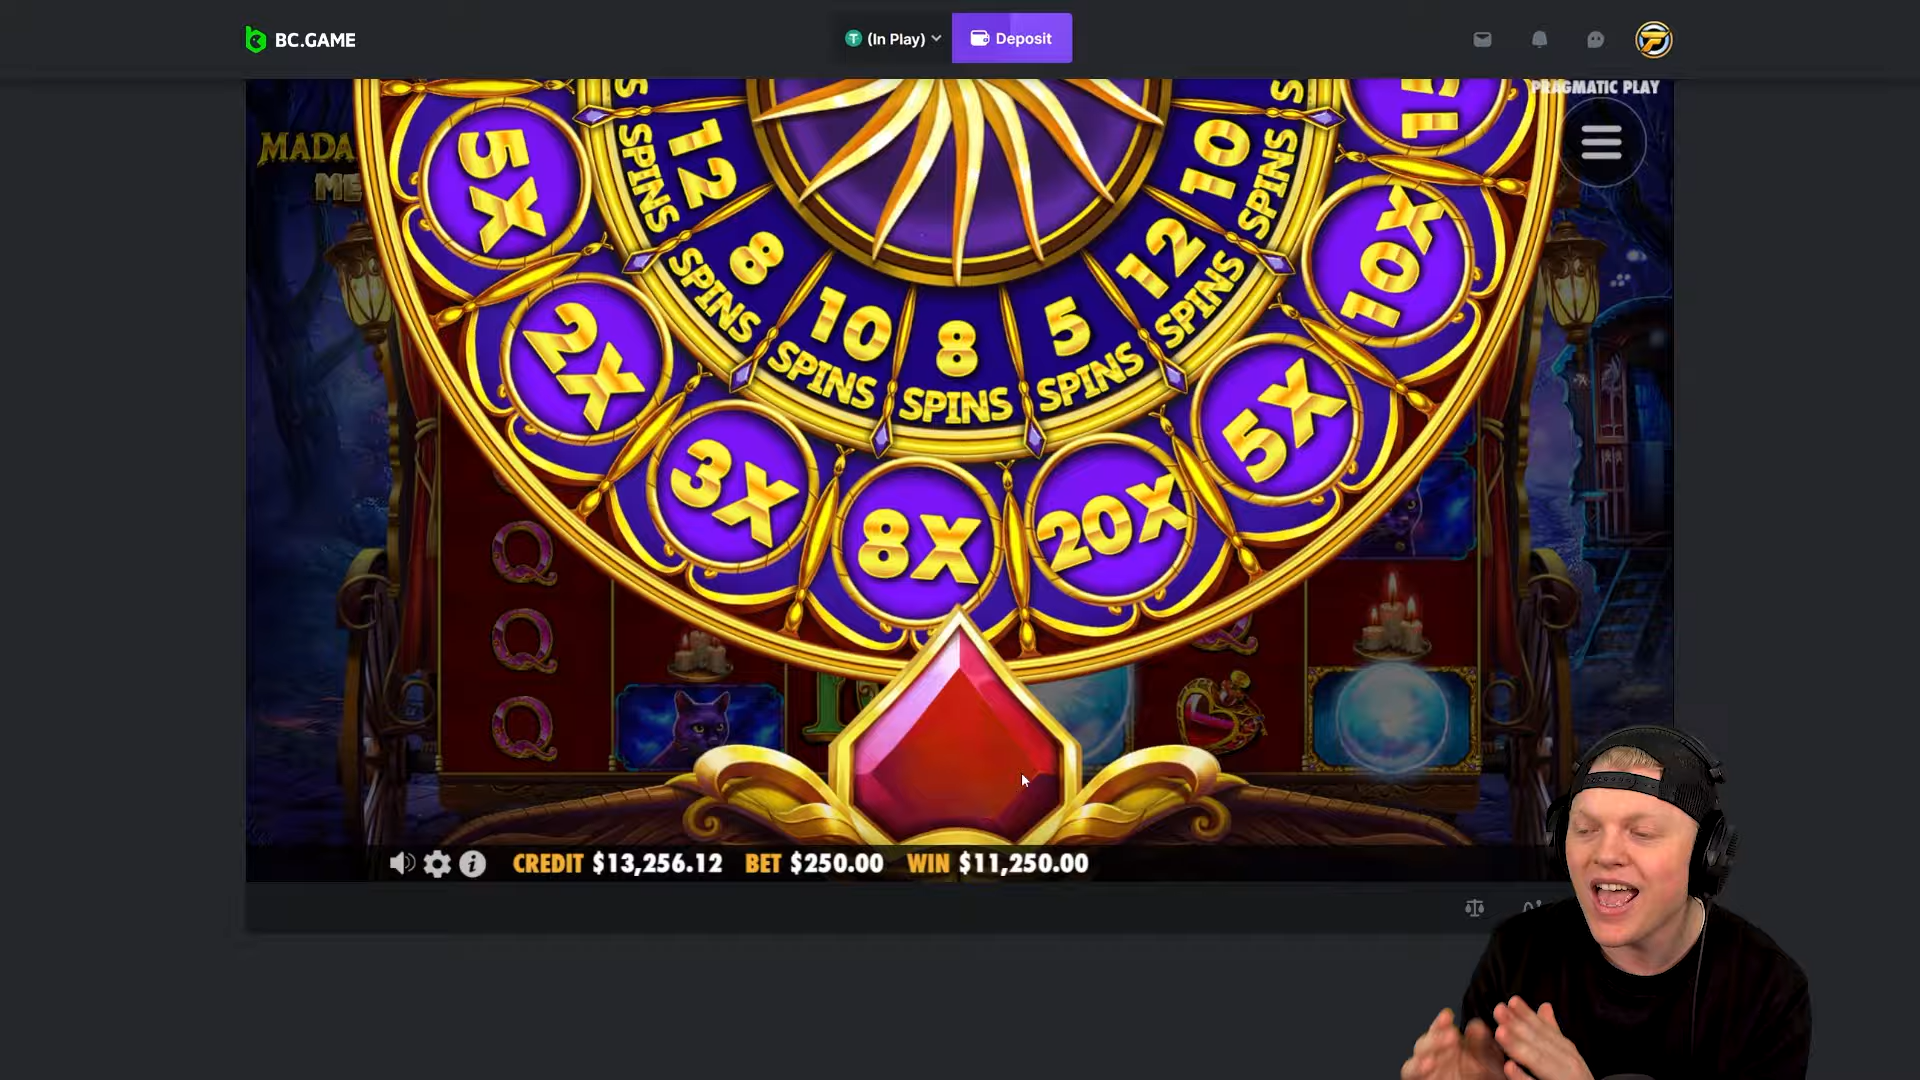 BC.GAME
(In Play)
Deposit
PRAGMATIC PLAY
MADA
ME
5X
2X
3X
8X
20X
5X
10X
12
SPINS
8
SPINS
10
SPINS
8
SPINS
5
SPINS
12
SPINS
10
SPINS
Q
Q
Q
CREDIT $13,256.12 BET $250.00 WIN $11,250.00